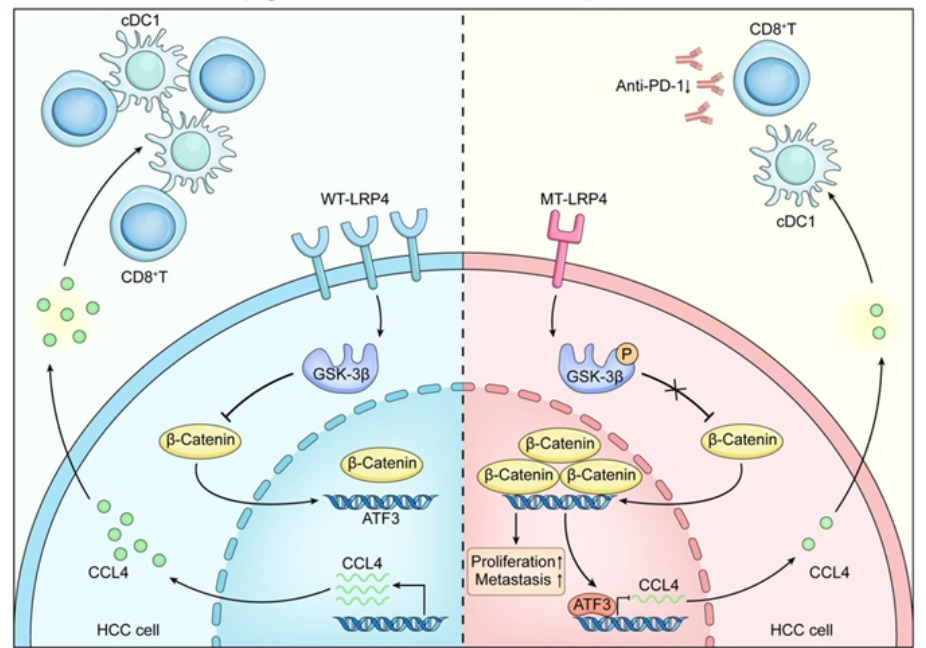 cDC1
CD8⁺T
WT-LRP4
GSK-3β
β-Catenin
β-Catenin
ATF3
CCL4
CCL4
HCC cell
CD8⁺T
Anti-PD-1↓
cDC1
MT-LRP4
P
GSK-3β
β-Catenin
β-Catenin
β-Catenin
β-Catenin
Proliferation↑
Metastasis ↑
ATF3
CCL4
CCL4
HCC cell